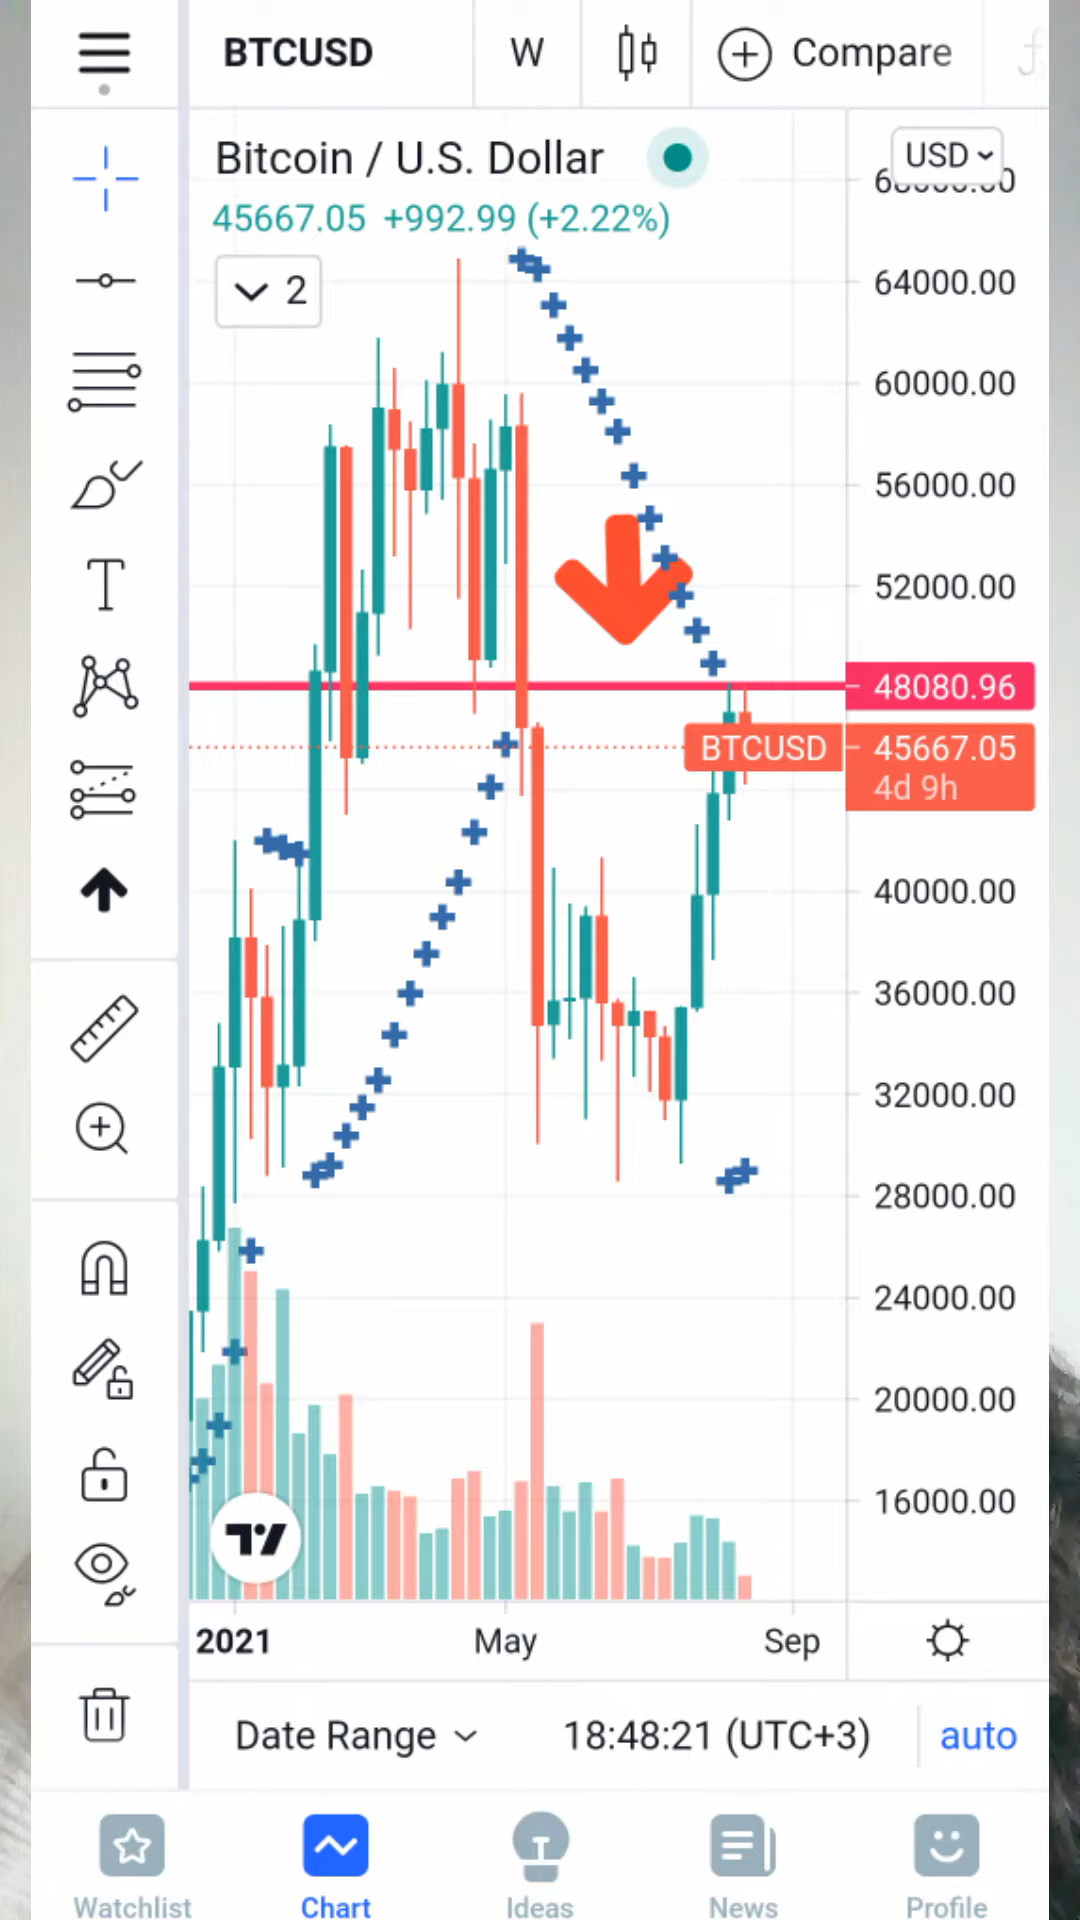 BTCUSD W Compare
Bitcoin / U.S. Dollar
USD
45667.05 +992.99 (+2.22%)
2
64000.00
60000.00
56000.00
52000.00
48080.96
BTCUSD 45667.05
4d 9h
40000.00
36000.00
32000.00
28000.00
24000.00
20000.00
16000.00
2021 May Sep
Date Range 18:48:21 (UTC+3) auto
Watchlist Chart Ideas News Profile